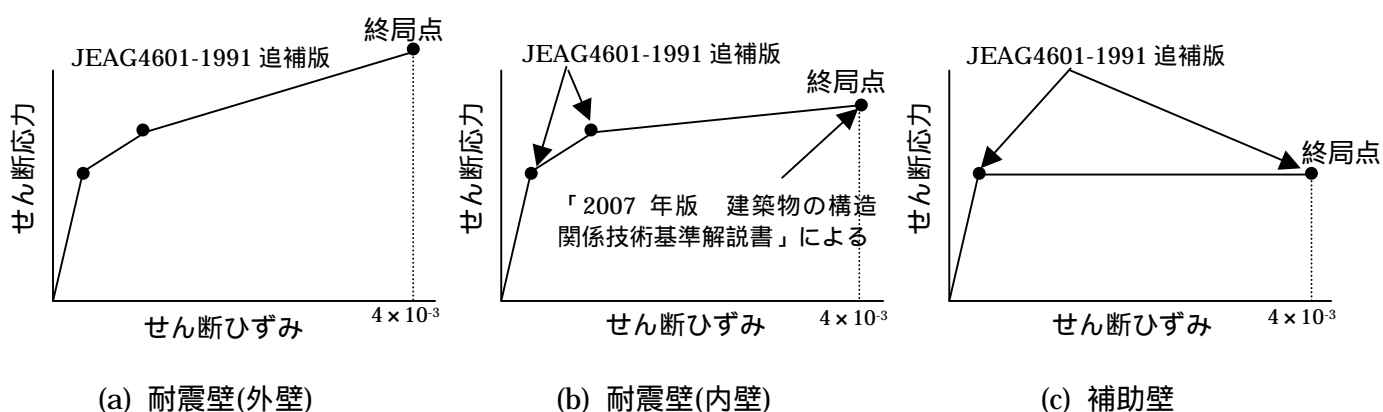 JEAG4601-1991 追補版
終局点
せん断応力
せん断ひずみ
4×10-3
(a) 耐震壁(外壁)
JEAG4601-1991 追補版
終局点
せん断応力
「2007 年版　建築物の構造
関係技術基準解説書」による
せん断ひずみ
4×10-3
(b) 耐震壁(内壁)
JEAG4601-1991 追補版
終局点
せん断応力
せん断ひずみ
4×10-3
(c) 補助壁